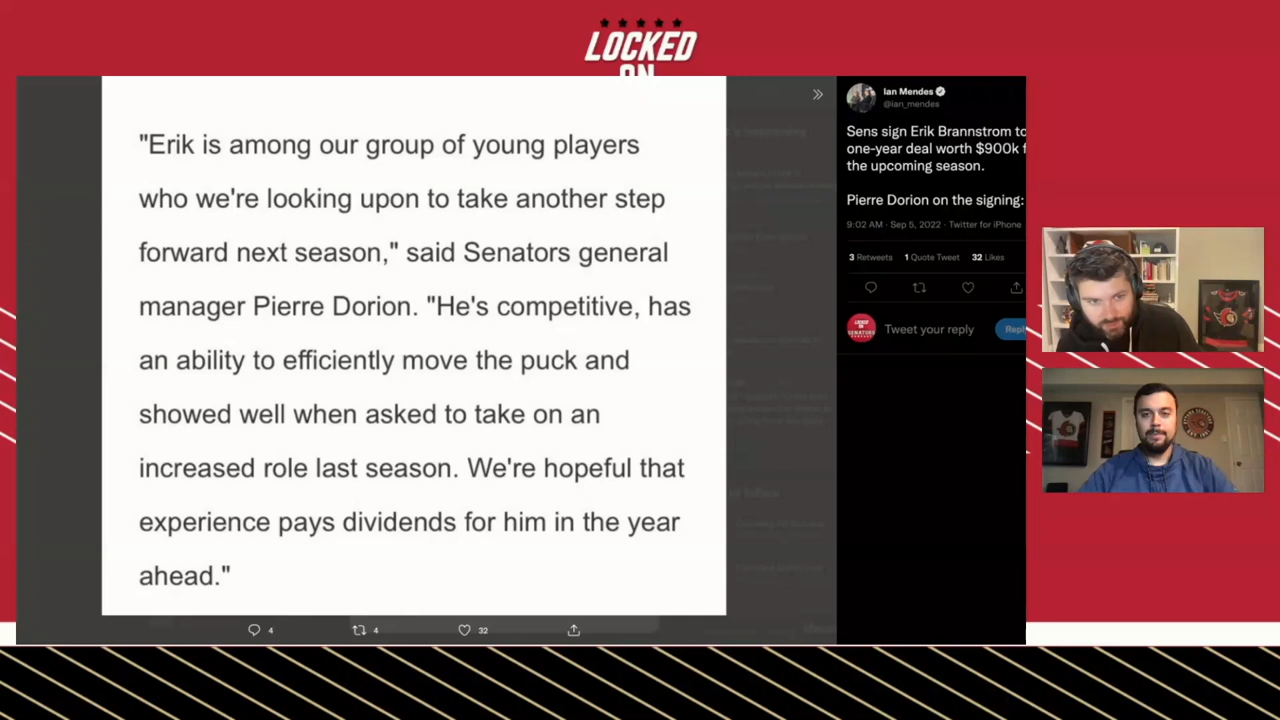 LOCKED
ON
"Erik is among our group of young players
who we're looking upon to take another step
forward next season," said Senators general
manager Pierre Dorion. "He's competitive, has
an ability to efficiently move the puck and
showed well when asked to take on an
increased role last season. We're hopeful that
experience pays dividends for him in the year
ahead."
4
4
32
Ian Mendes
@ian_mendes
Sens sign Erik Brannstrom to
one-year deal worth $900k f
the upcoming season.
Pierre Dorion on the signing:
9:02 AM · Sep 5, 2022 · Twitter for iPhone
3 Retweets 1 Quote Tweet 32 Likes
LOCKED ON
SENATORS
Tweet your reply
Repl